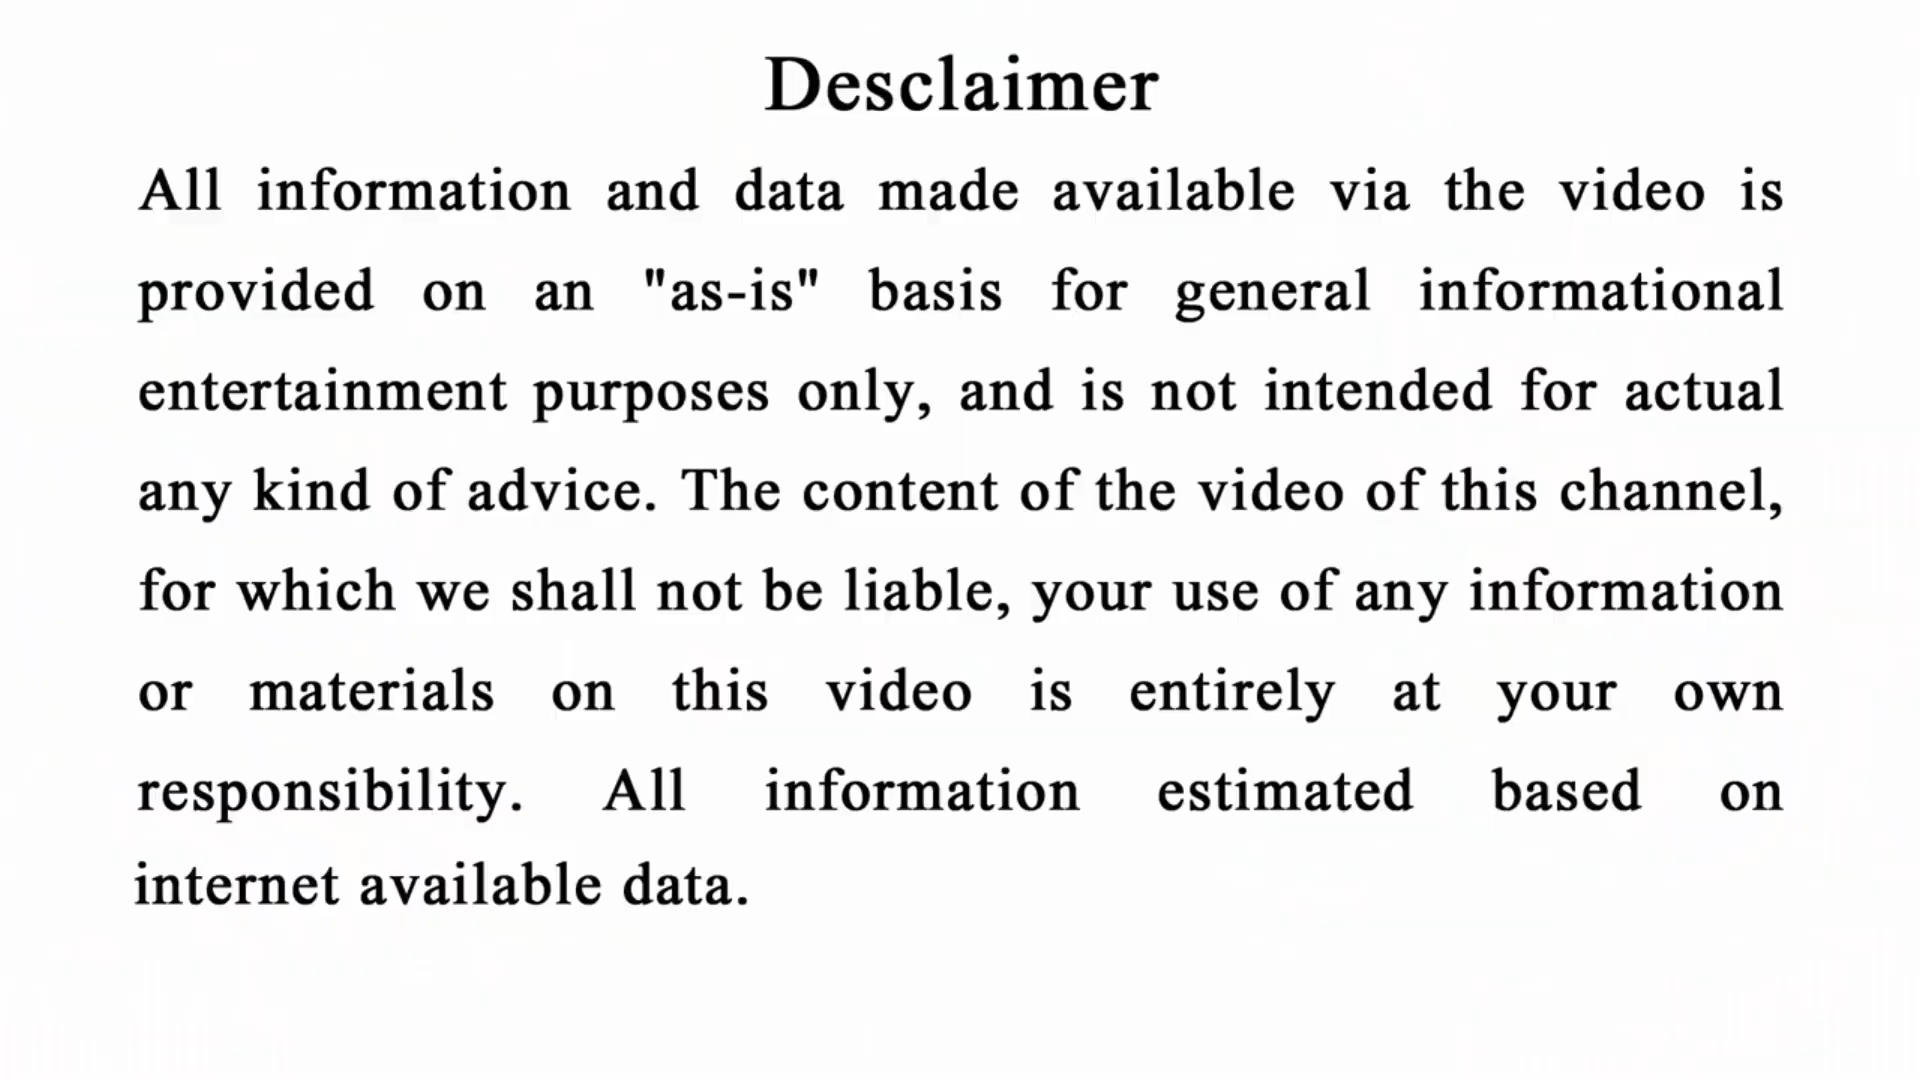 Desclaimer
All information and data made available via the video is
provided on an "as-is" basis for general informational
entertainment purposes only, and is not intended for actual
any kind of advice. The content of the video of this channel,
for which we shall not be liable, your use of any information
or materials on this video is entirely at your own
responsibility. All information estimated based on
internet available data.